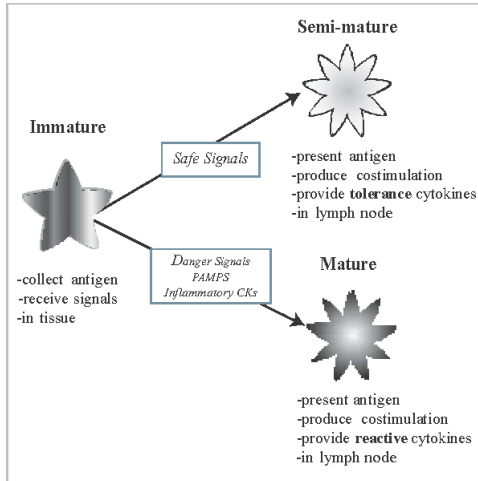 Immature
-collect antigen
-receive signals
-in tissue
Safe Signals
Danger Signals
PAMPS
Inflammatory CKs
Semi-mature
-present antigen
-produce costimulation
-provide tolerance cytokines
-in lymph node
Mature
-present antigen
-produce costimulation
-provide reactive cytokines
-in lymph node